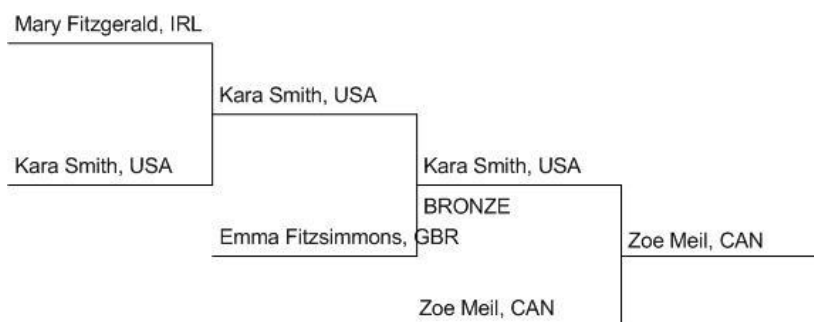 Mary Fitzgerald, IRL
Kara Smith, USA
Kara Smith, USA
Kara Smith, USA
BRONZE
Emma Fitzsimmons, GBR
Zoe Meil, CAN
Zoe Meil, CAN